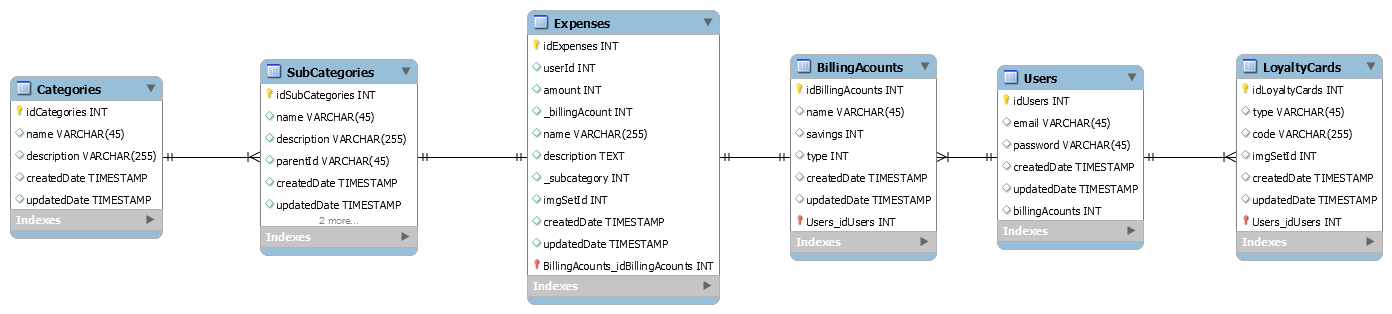 Categories
idCategories INT
name VARCHAR(45)
description VARCHAR(255)
createdDate TIMESTAMP
updatedDate TIMESTAMP
Indexes
SubCategories
idSubCategories INT
name VARCHAR(45)
description VARCHAR(255)
parentId VARCHAR(45)
createdDate TIMESTAMP
updatedDate TIMESTAMP
2 more...
Indexes
Expenses
idExpenses INT
userId INT
amount INT
_billingAcount INT
name VARCHAR(255)
description TEXT
_subcategory INT
imgSetId INT
createdDate TIMESTAMP
updatedDate TIMESTAMP
BillingAcounts_idBillingAcounts INT
Indexes
BillingAcounts
idBillingAcounts INT
name VARCHAR(45)
savings INT
type INT
createdDate TIMESTAMP
updatedDate TIMESTAMP
Users_idUsers INT
Indexes
Users
idUsers INT
email VARCHAR(45)
password VARCHAR(45)
createdDate TIMESTAMP
updatedDate TIMESTAMP
billingAcounts INT
Indexes
LoyaltyCards
idLoyaltyCards INT
type VARCHAR(45)
code VARCHAR(255)
imgSetId INT
createdDate TIMESTAMP
updatedDate TIMESTAMP
Users_idUsers INT
Indexes